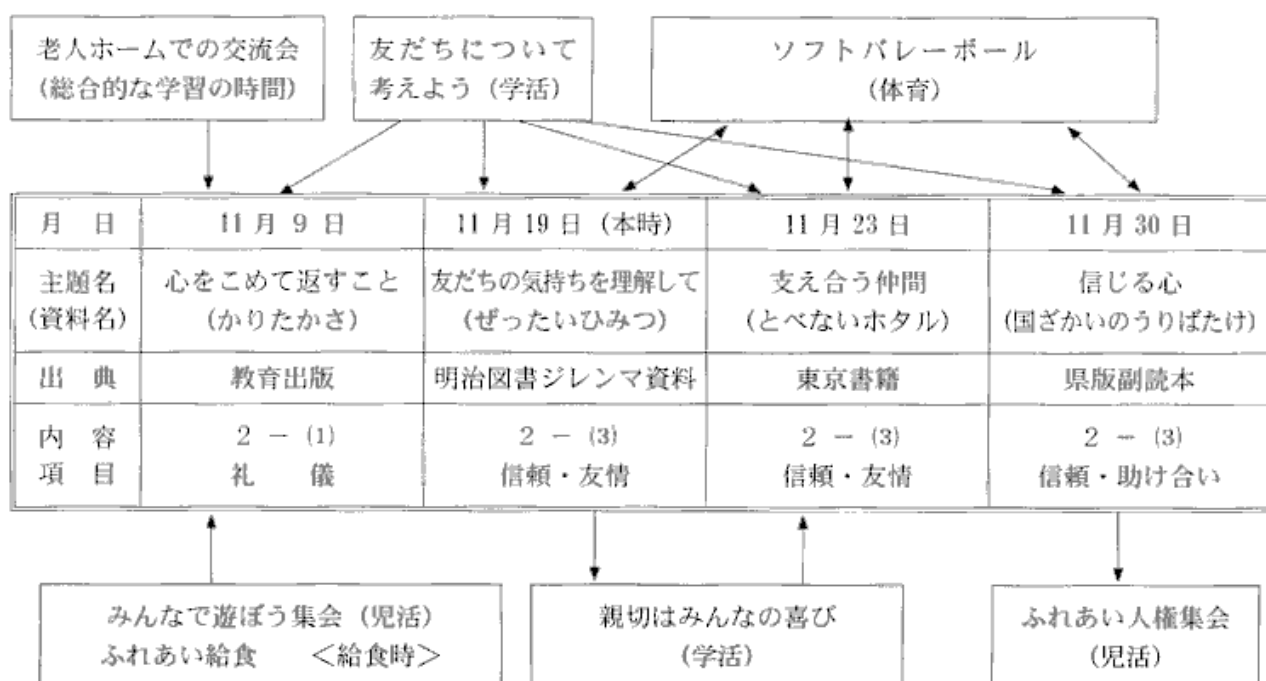 老人ホームでの交流会
(総合的な学習の時間)
友だちについて
考えよう (学活)
ソフトバレーボール
(体育)
月 日
11月9日
11月19日(本時)
11月23日
11月30日
主題名
(資料名)
心をこめて返すこと
(かりたかさ)
友だちの気持ちを理解して
(ぜったいひみつ)
支え合う仲間
(とべないホタル)
信じる心
(国ざかいのうりばたけ)
出 典
教育出版
明治図書ジレンマ資料
東京書籍
県版副読本
内 容
項 目
2 － (1)
礼 儀
2 － (3)
信頼・友情
2 － (3)
信頼・友情
2 － (3)
信頼・助け合い
みんなで遊ぼう集会 (児活)
ふれあい給食 <給食時>
親切はみんなの喜び
(学活)
ふれあい人権集会
(児活)